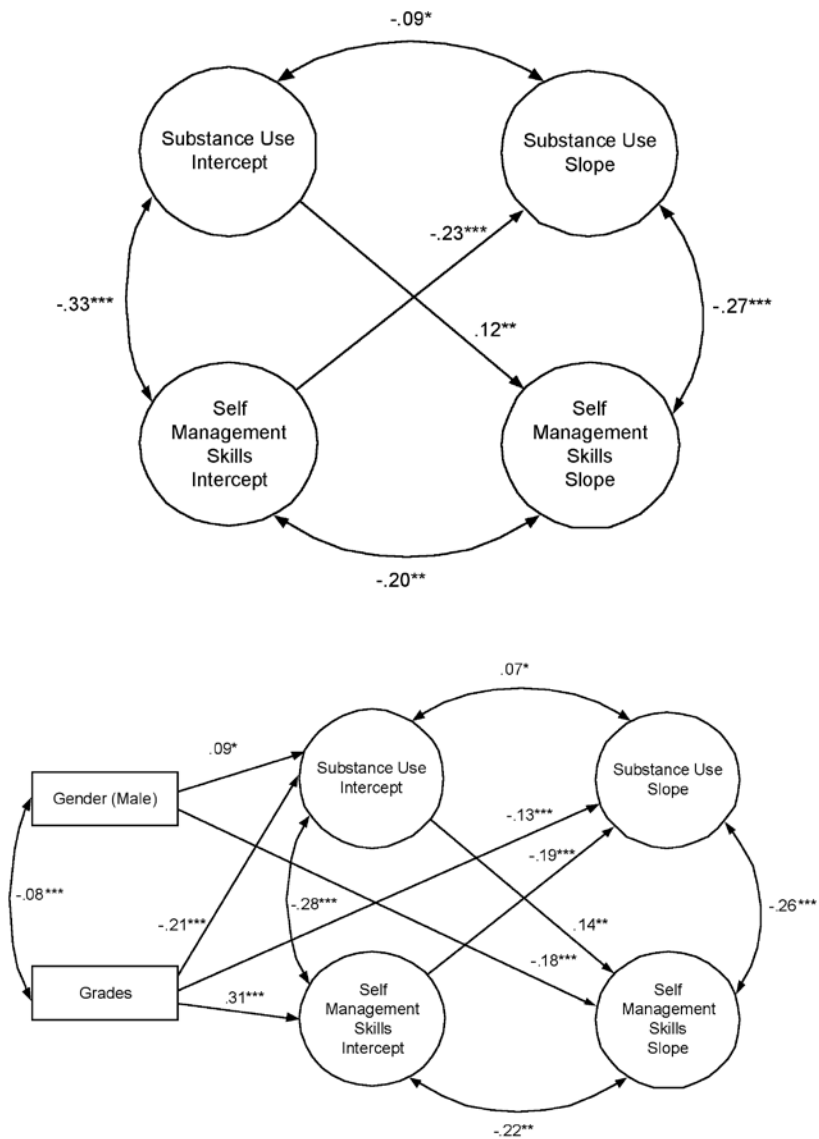 -.09*
Substance Use
Intercept
Substance Use
Slope
-.23***
-.33***
-.27***
.12**
Self
Management
Skills
Intercept
Self
Management
Skills
Slope
-.20**
.07*
.09*
Substance Use
Intercept
Substance Use
Slope
Gender (Male)
-.13***
-.19***
-.08***
-.28***
-.26***
-.21***
.14**
-.18***
Grades
.31***
Self
Management
Skills
Intercept
Self
Management
Skills
Slope
-.22**